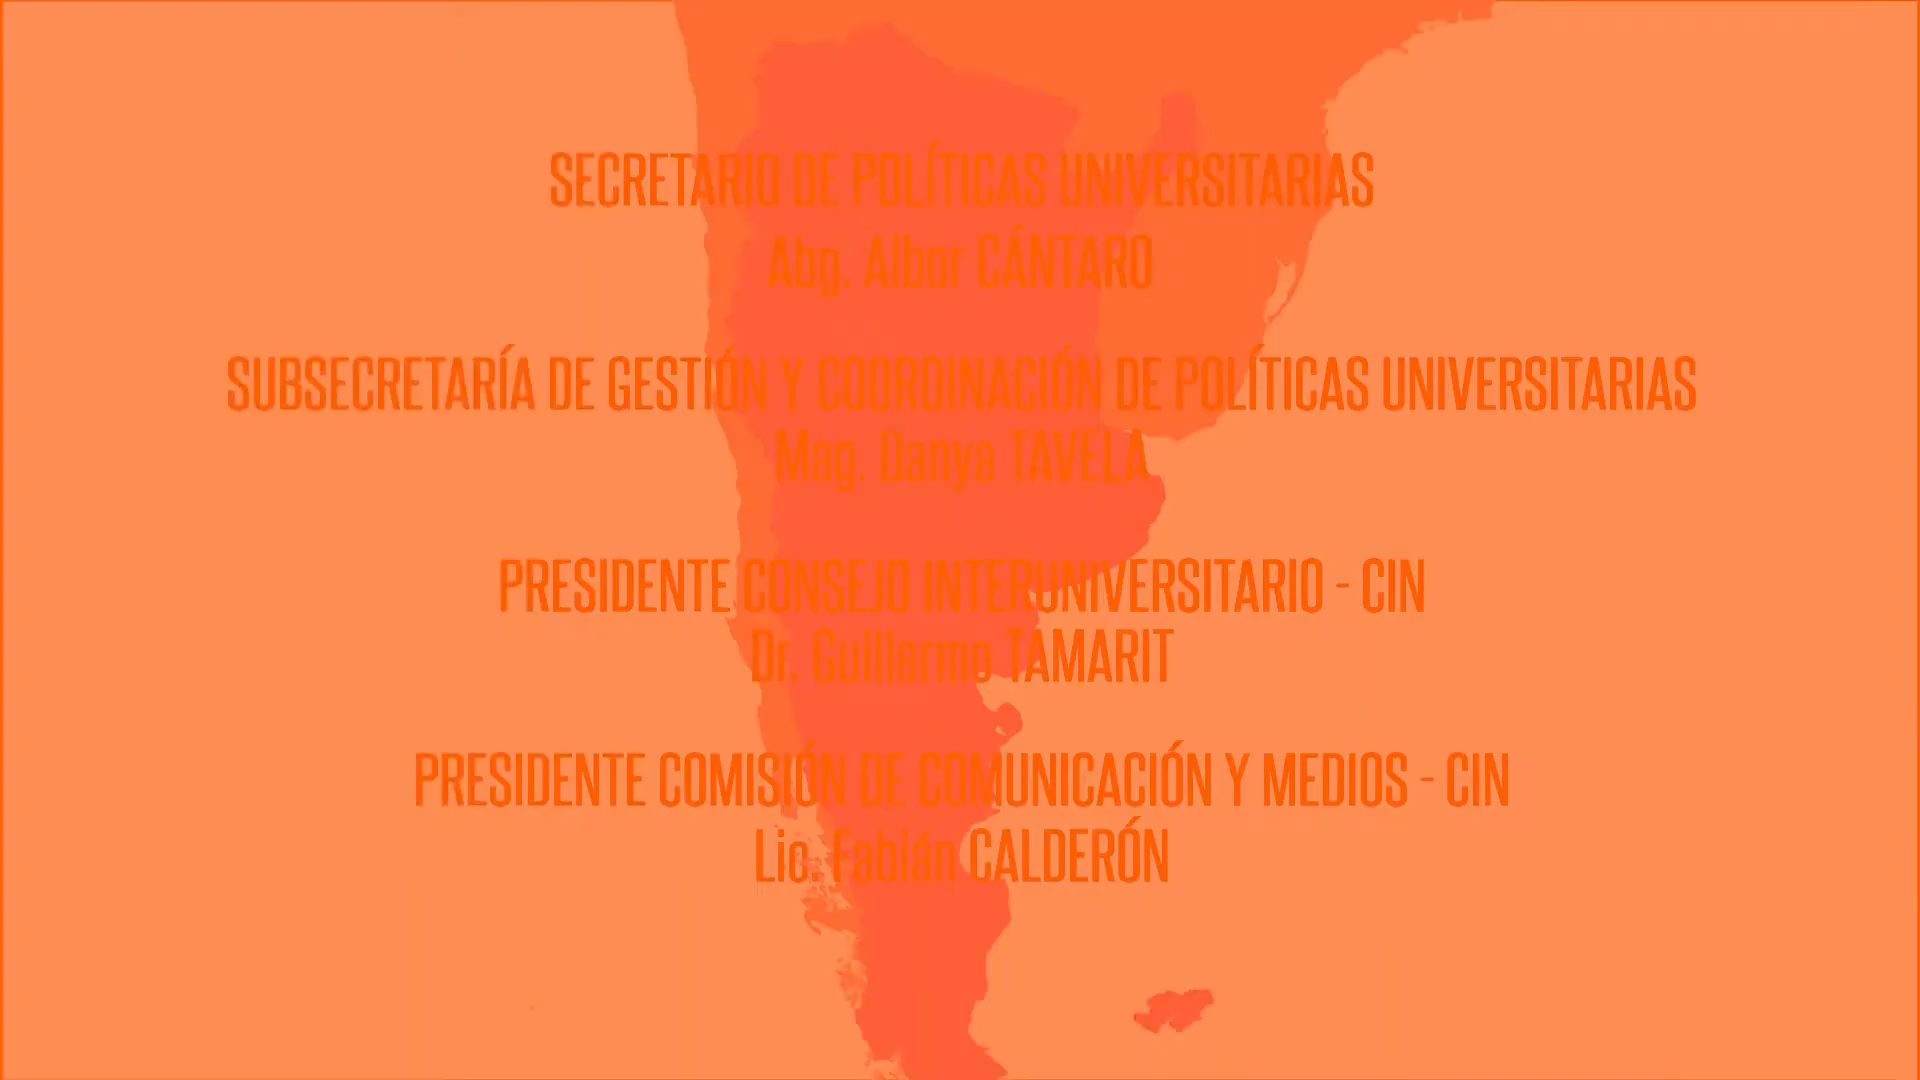 SECRETARIO DE POLÍTICAS UNIVERSITARIAS
Abg. Albor CÁNTARO
SUBSECRETARÍA DE GESTIÓN Y COORDINACIÓN DE POLÍTICAS UNIVERSITARIAS
Mag. Danya TAVELA
PRESIDENTE CONSEJO INTERUNIVERSITARIO - CIN
Dr. Guillermo TAMARIT
PRESIDENTE COMISIÓN DE COMUNICACIÓN Y MEDIOS - CIN
Lic. Fabián CALDERÓN